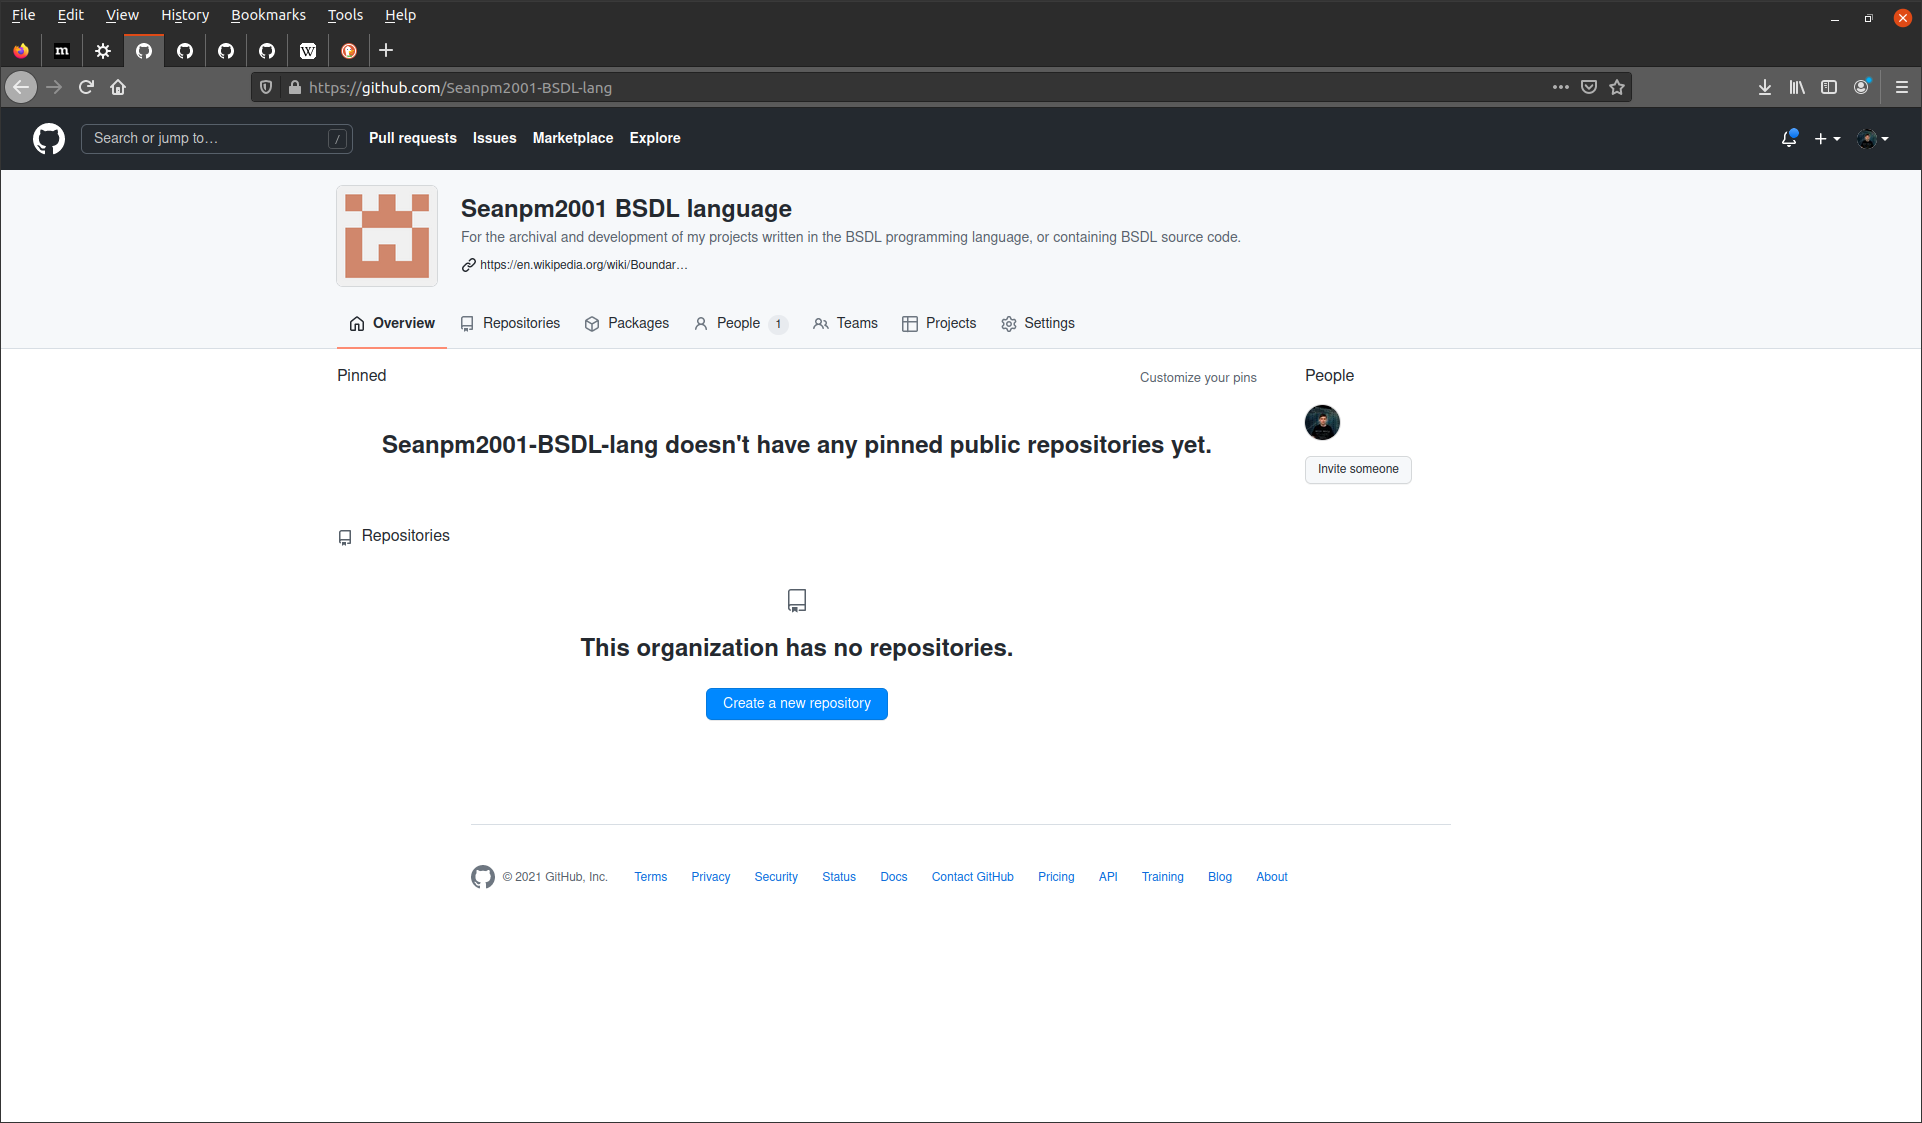 File Edit View History Bookmarks Tools Help
m W
https://github.com/Seanpm2001-BSDL-lang
Search or jump to… / Pull requests Issues Marketplace Explore
Seanpm2001 BSDL language
For the archival and development of my projects written in the BSDL programming language, or containing BSDL source code.
https://en.wikipedia.org/wiki/Boundar…
Overview Repositories Packages People 1 Teams Projects Settings
Pinned Customize your pins People
Seanpm2001-BSDL-lang doesn't have any pinned public repositories yet.
Invite someone
Repositories
This organization has no repositories.
Create a new repository
© 2021 GitHub, Inc. Terms Privacy Security Status Docs Contact GitHub Pricing API Training Blog About